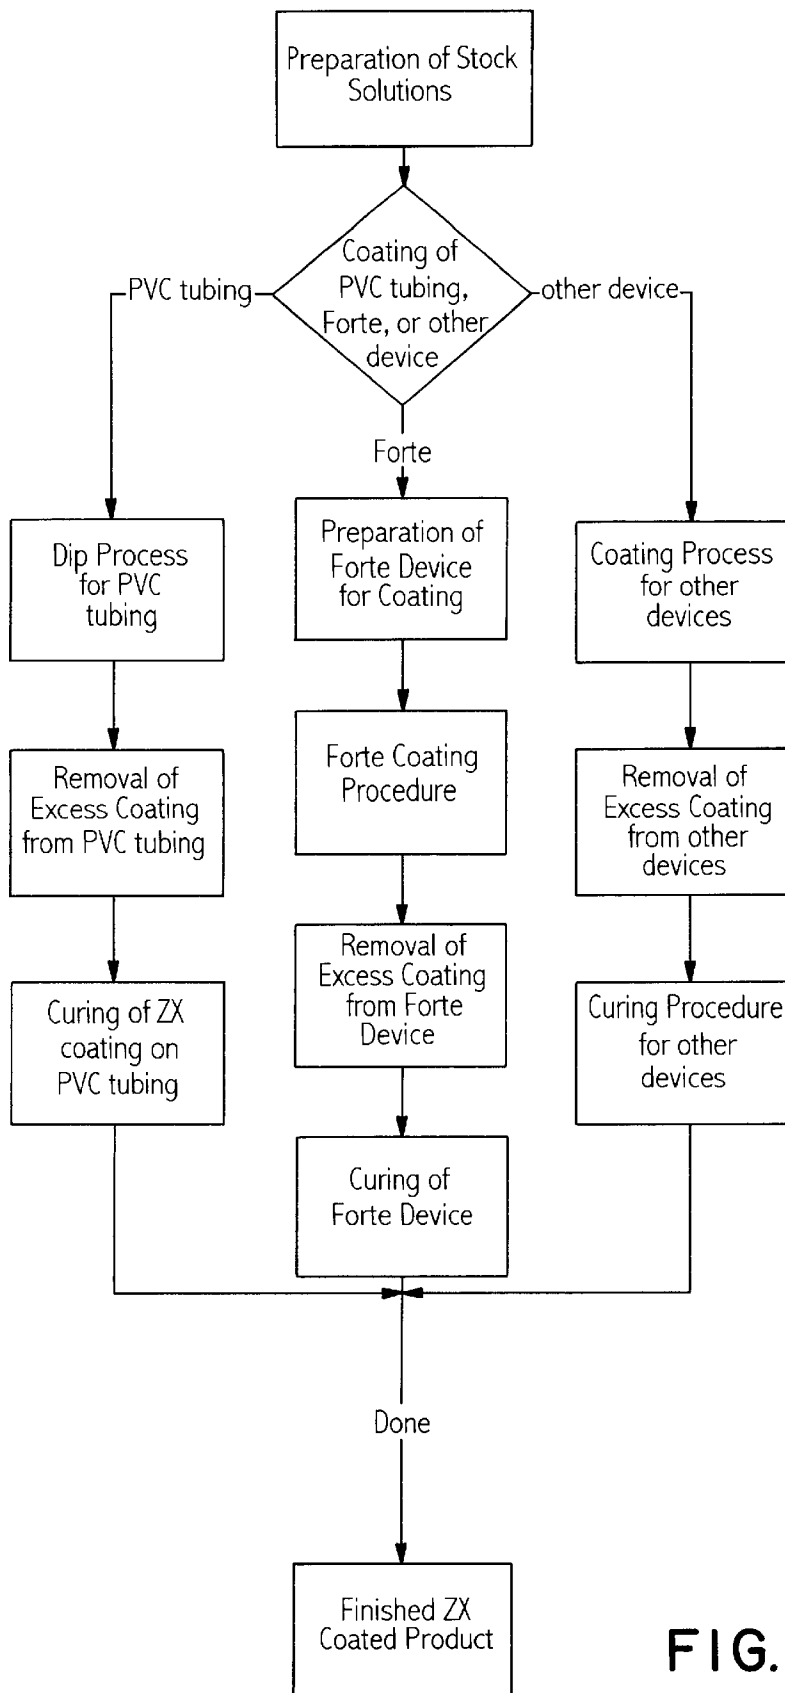 Preparation of Stock
Solutions
Coating of
PVC tubing,
Forte, or other
device
PVC tubing
other device
Forte
Dip Process
for PVC
tubing
Preparation of
Forte Device
for Coating
Coating Process
for other
devices
Removal of
Excess Coating
from PVC tubing
Forte Coating
Procedure
Removal of
Excess Coating
from other
devices
Curing of ZX
coating on
PVC tubing
Removal of
Excess Coating
from Forte
Device
Curing Procedure
for other
devices
Curing of
Forte Device
Done
Finished ZX
Coated Product
FIG.